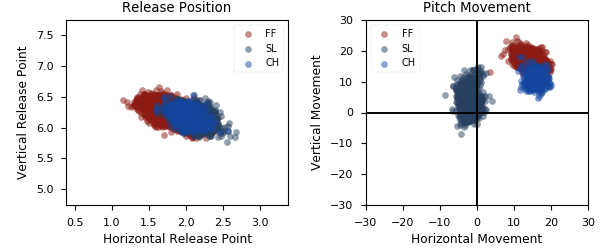 Release Position
Vertical Release Point
7.5
7.0
6.5
6.0
5.5
5.0
FF
SL
CH
0.5 1.0 1.5 2.0 2.5 3.0
Horizontal Release Point
Pitch Movement
Vertical Movement
30
20
10
0
−10
−20
−30
FF
SL
CH
−30 −20 −10 0 10 20 30
Horizontal Movement